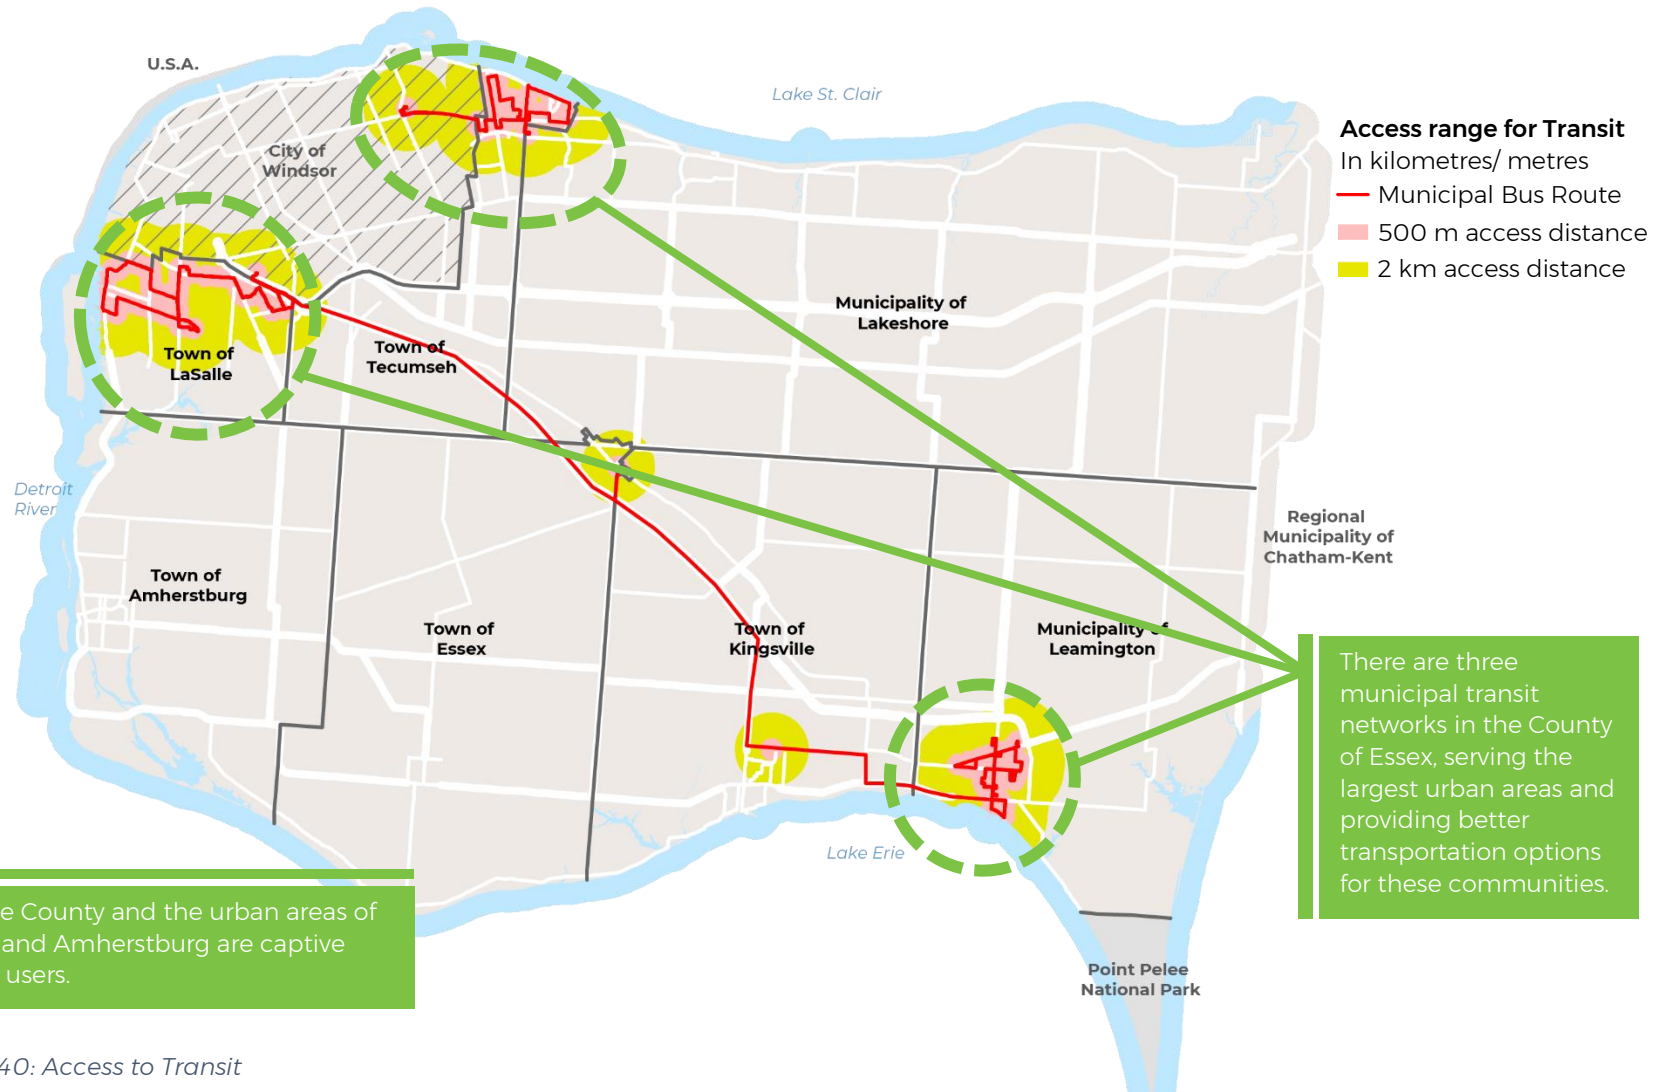 U.S.A.
Lake St. Clair
City of
Windsor
Access range for Transit
In kilometres/ metres
Municipal Bus Route
500 m access distance
2 km access distance
Municipality of
Lakeshore
Town of
LaSalle
Town of
Tecumseh
Detroit
River
Regional
Municipality of
Chatham-Kent
Town of
Amherstburg
Town of
Essex
Town of
Kingsville
Municipality of
Leamington
There are three
municipal transit
networks in the County
of Essex, serving the
largest urban areas and
providing better
transportation options
for these communities.
Lake Erie
e County and the urban areas of
and Amherstburg are captive
users.
Point Pelee
National Park
40: Access to Transit